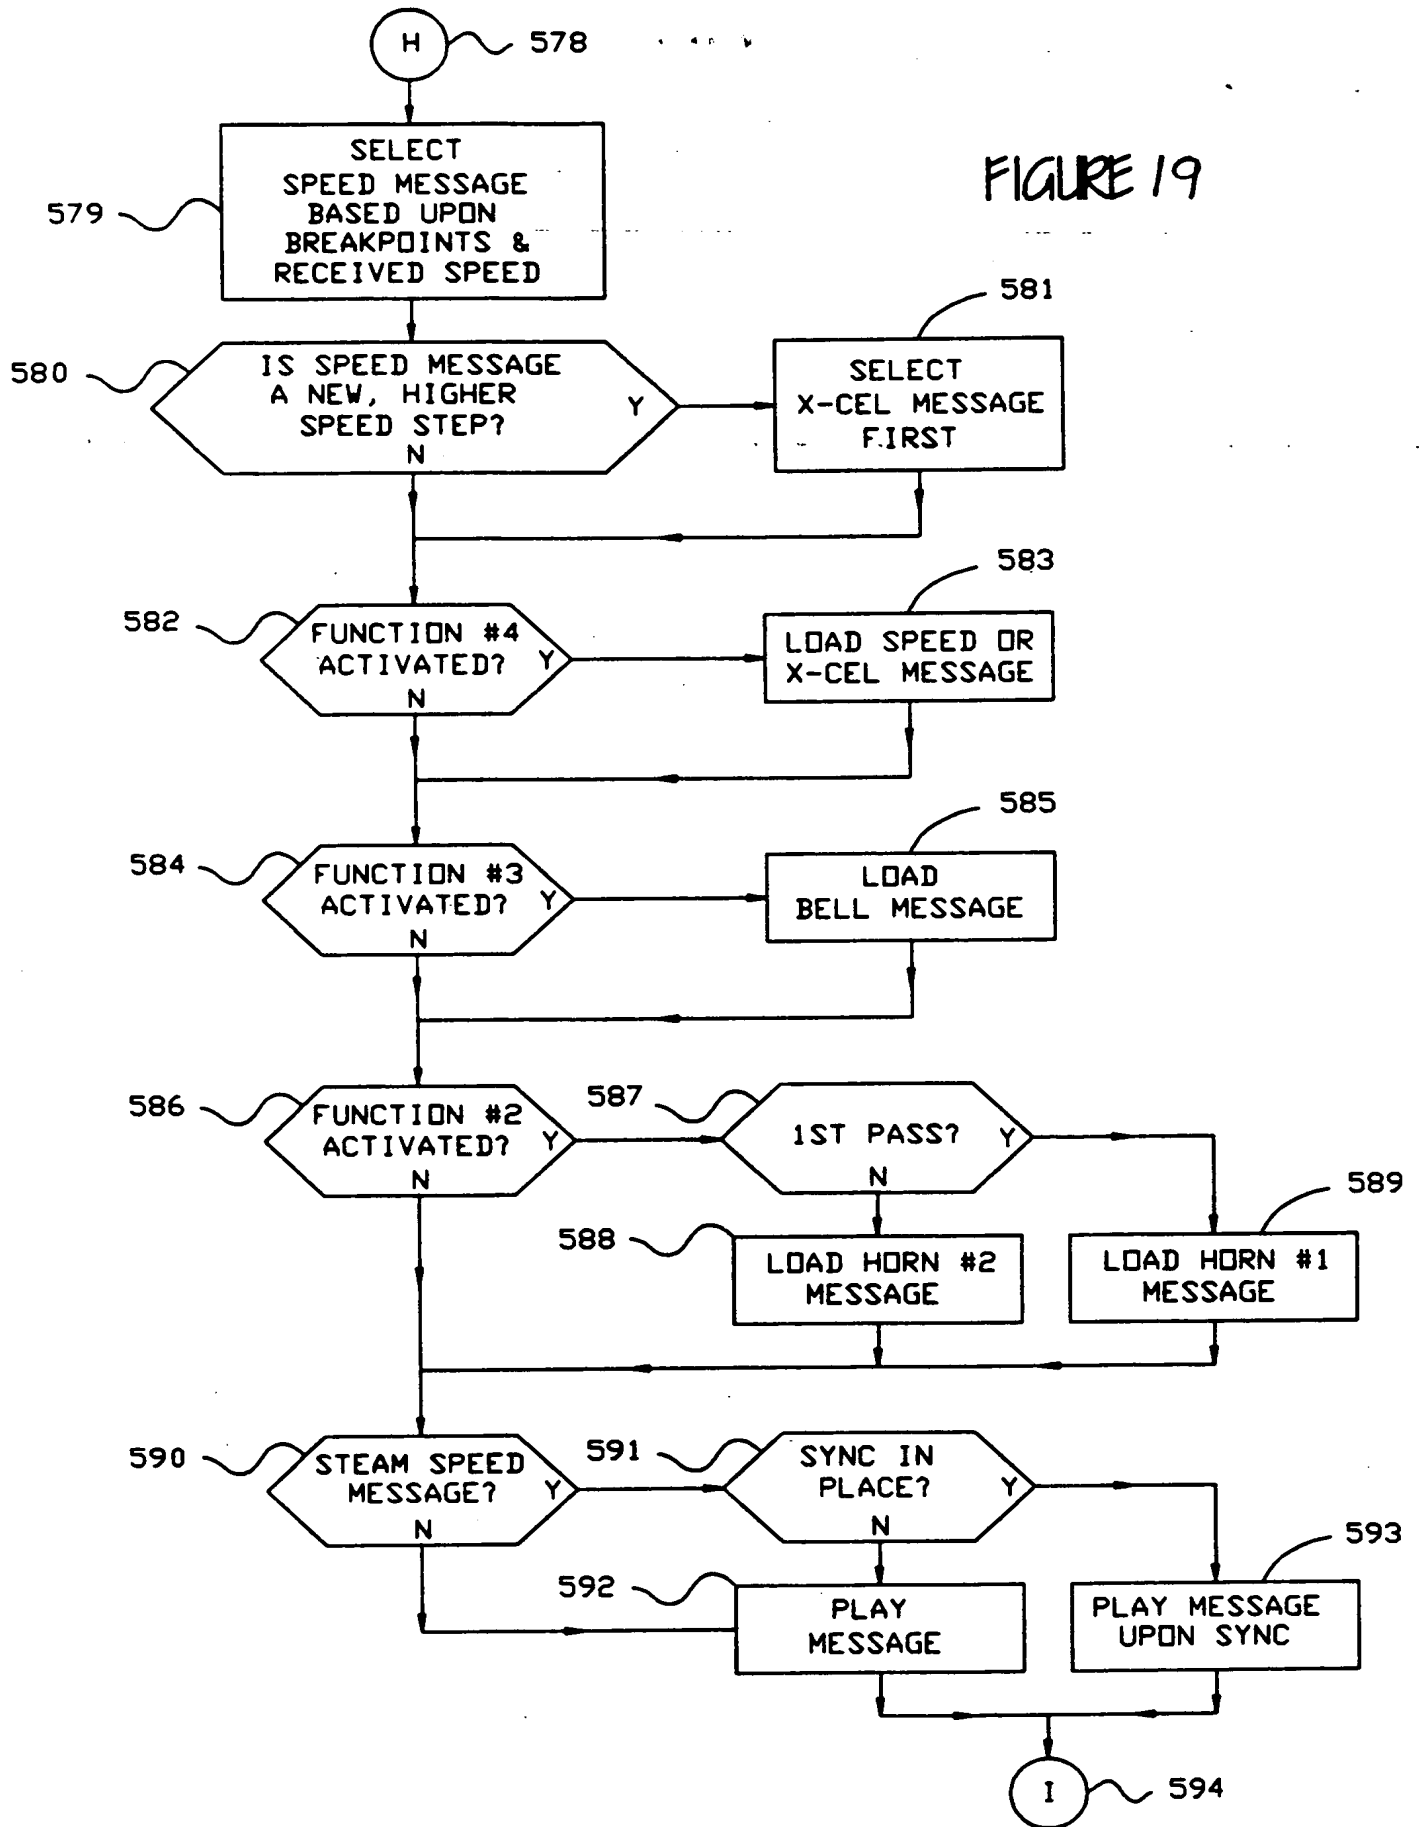 H
578
FIGURE 19
SELECT
SPEED MESSAGE
BASED UPON
BREAKPOINTS &
RECEIVED SPEED
579
581
580
IS SPEED MESSAGE
A NEW, HIGHER
SPEED STEP?
Y
N
SELECT
X-CEL MESSAGE
FIRST
583
582
FUNCTION #4
ACTIVATED?
Y
N
LOAD SPEED OR
X-CEL MESSAGE
585
584
FUNCTION #3
ACTIVATED?
Y
N
LOAD
BELL MESSAGE
586
FUNCTION #2
ACTIVATED?
Y
N
587
1ST PASS?
Y
N
589
588
LOAD HORN #2
MESSAGE
LOAD HORN #1
MESSAGE
590
STEAM SPEED
MESSAGE?
Y
N
591
SYNC IN
PLACE?
Y
N
593
592
PLAY
MESSAGE
PLAY MESSAGE
UPON SYNC
I
594